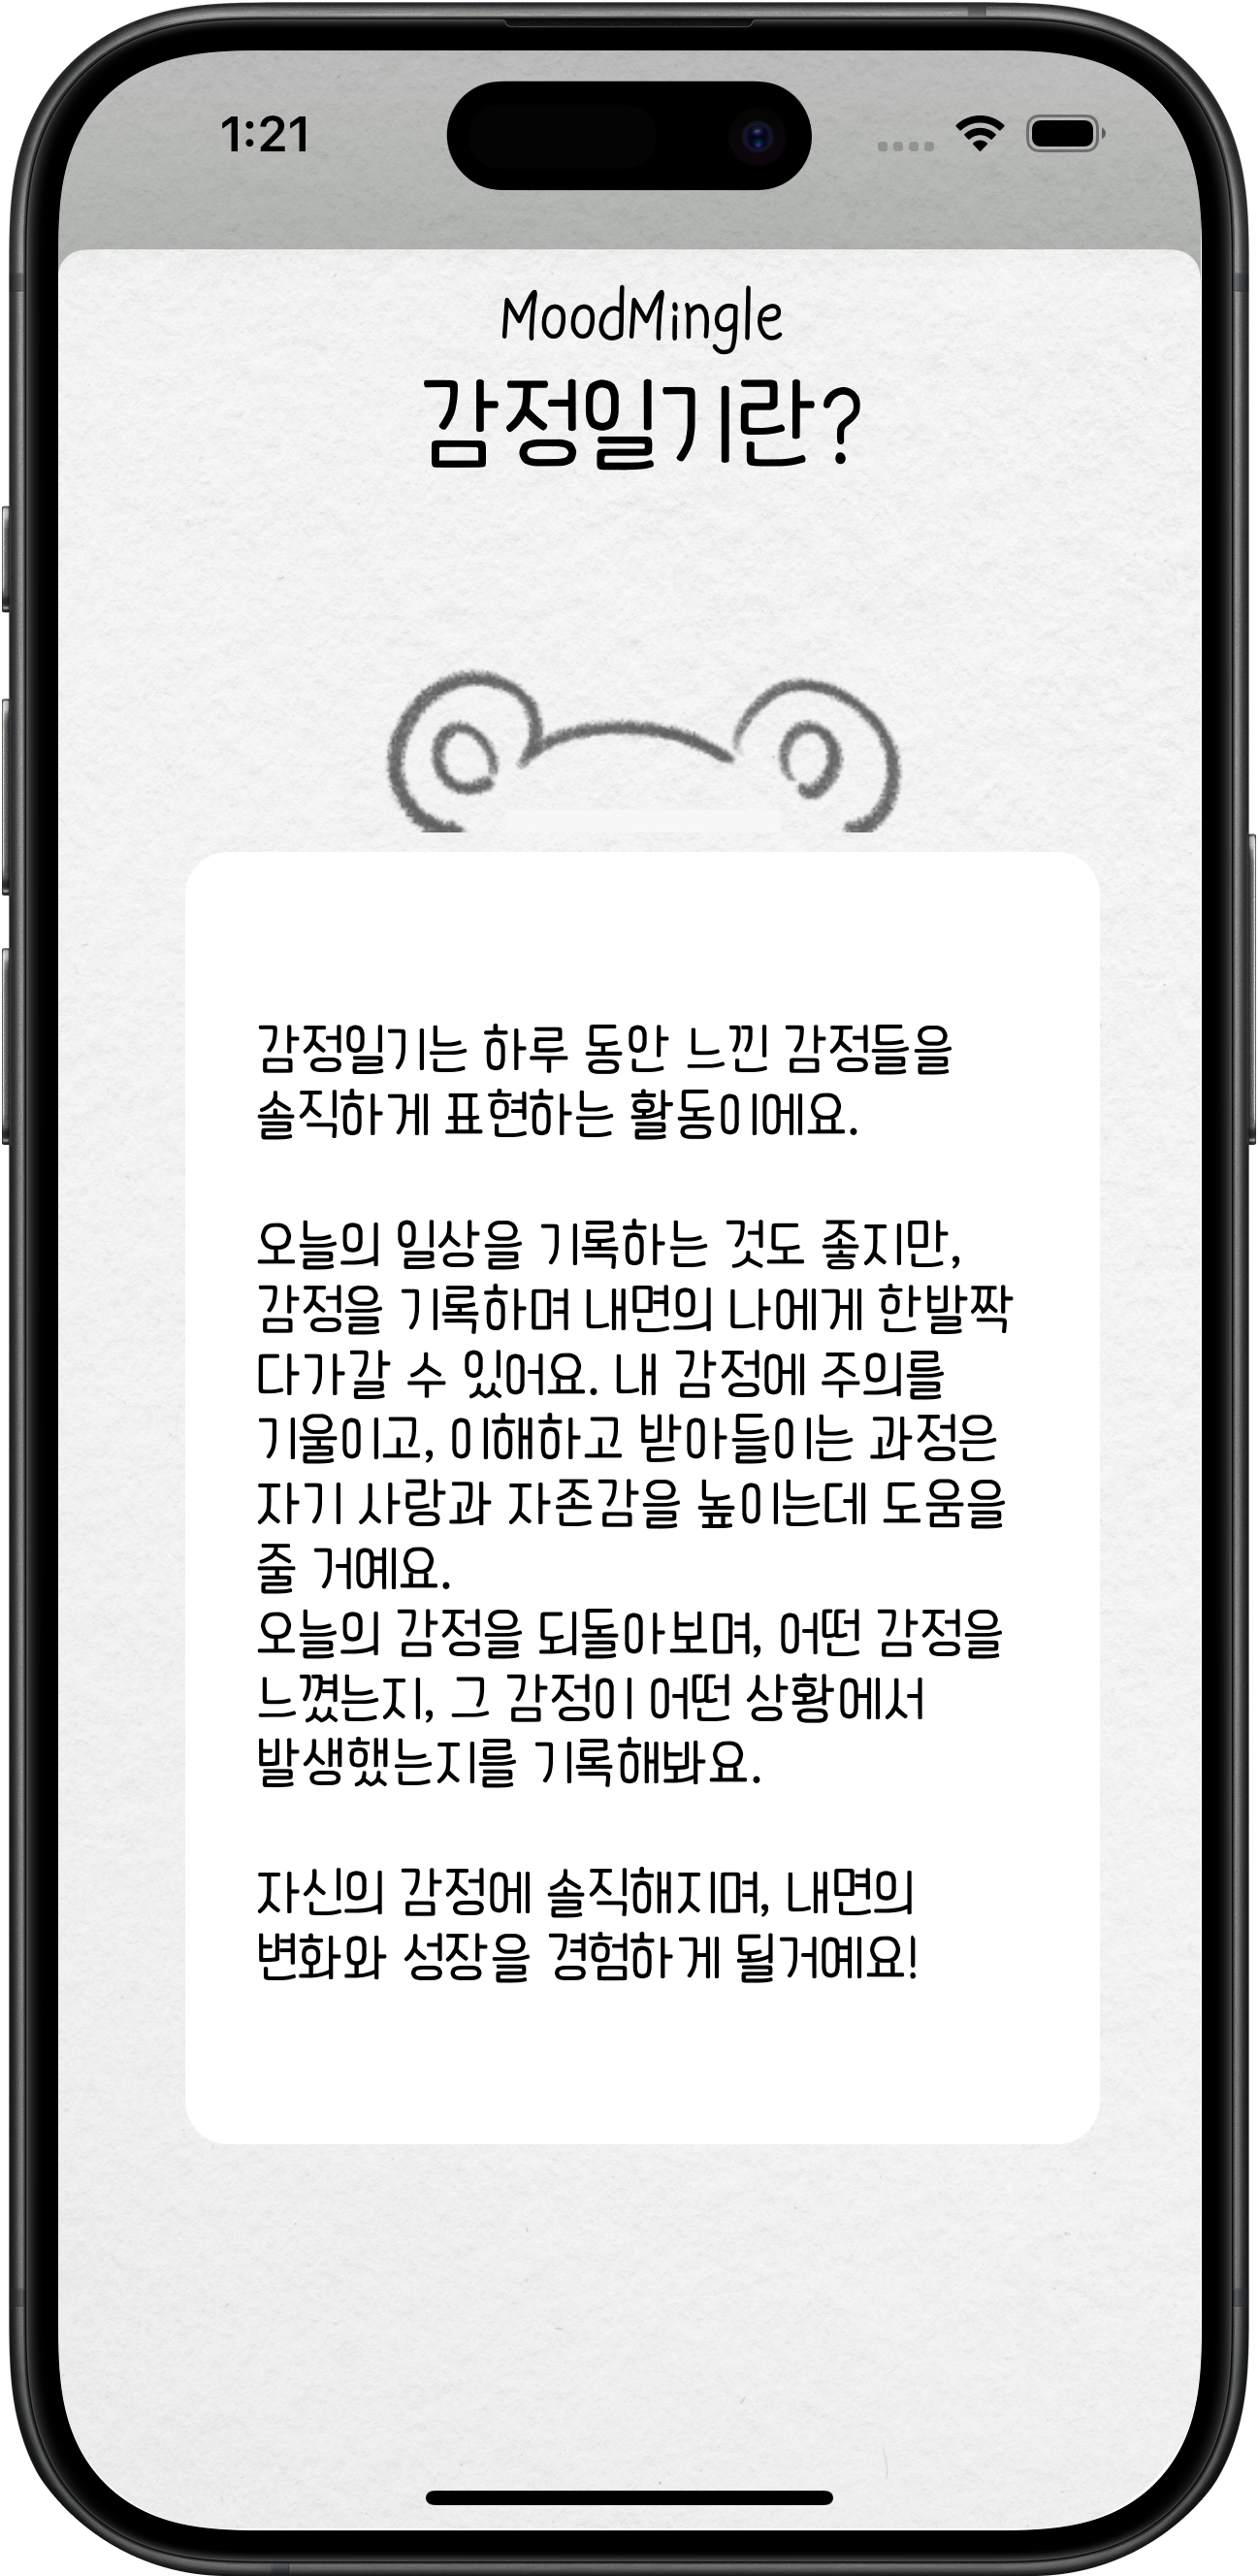 1:21
MoodMingle
감정일기란?
감정일기는 하루 동안 느낀 감정들을
솔직하게 표현하는 활동이에요.
오늘의 일상을 기록하는 것도 좋지만,
감정을 기록하며 내면의 나에게 한발짝
다가갈 수 있어요. 내 감정에 주의를
기울이고, 이해하고 받아들이는 과정은
자기 사랑과 자존감을 높이는데 도움을
줄 거예요.
오늘의 감정을 되돌아보며, 어떤 감정을
느꼈는지, 그 감정이 어떤 상황에서
발생했는지를 기록해봐요.
자신의 감정에 솔직해지며, 내면의
변화와 성장을 경험하게 될거예요!